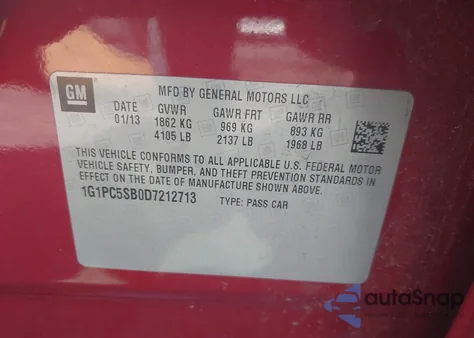 GM
MFD BY GENERAL MOTORS LLC
DATE GVWR GAWR FRT GAWR RR
01/13 1862 KG 969 KG 893 KG
4105 LB 2137 LB 1968 LB
THIS VEHICLE CONFORMS TO ALL APPLICABLE U.S. FEDERAL MOTOR
VEHICLE SAFETY, BUMPER, AND THEFT PREVENTION STANDARDS IN
EFFECT ON THE DATE OF MANUFACTURE SHOWN ABOVE.
1G1PC5SB0D7212713 TYPE: PASS CAR
autoSnap